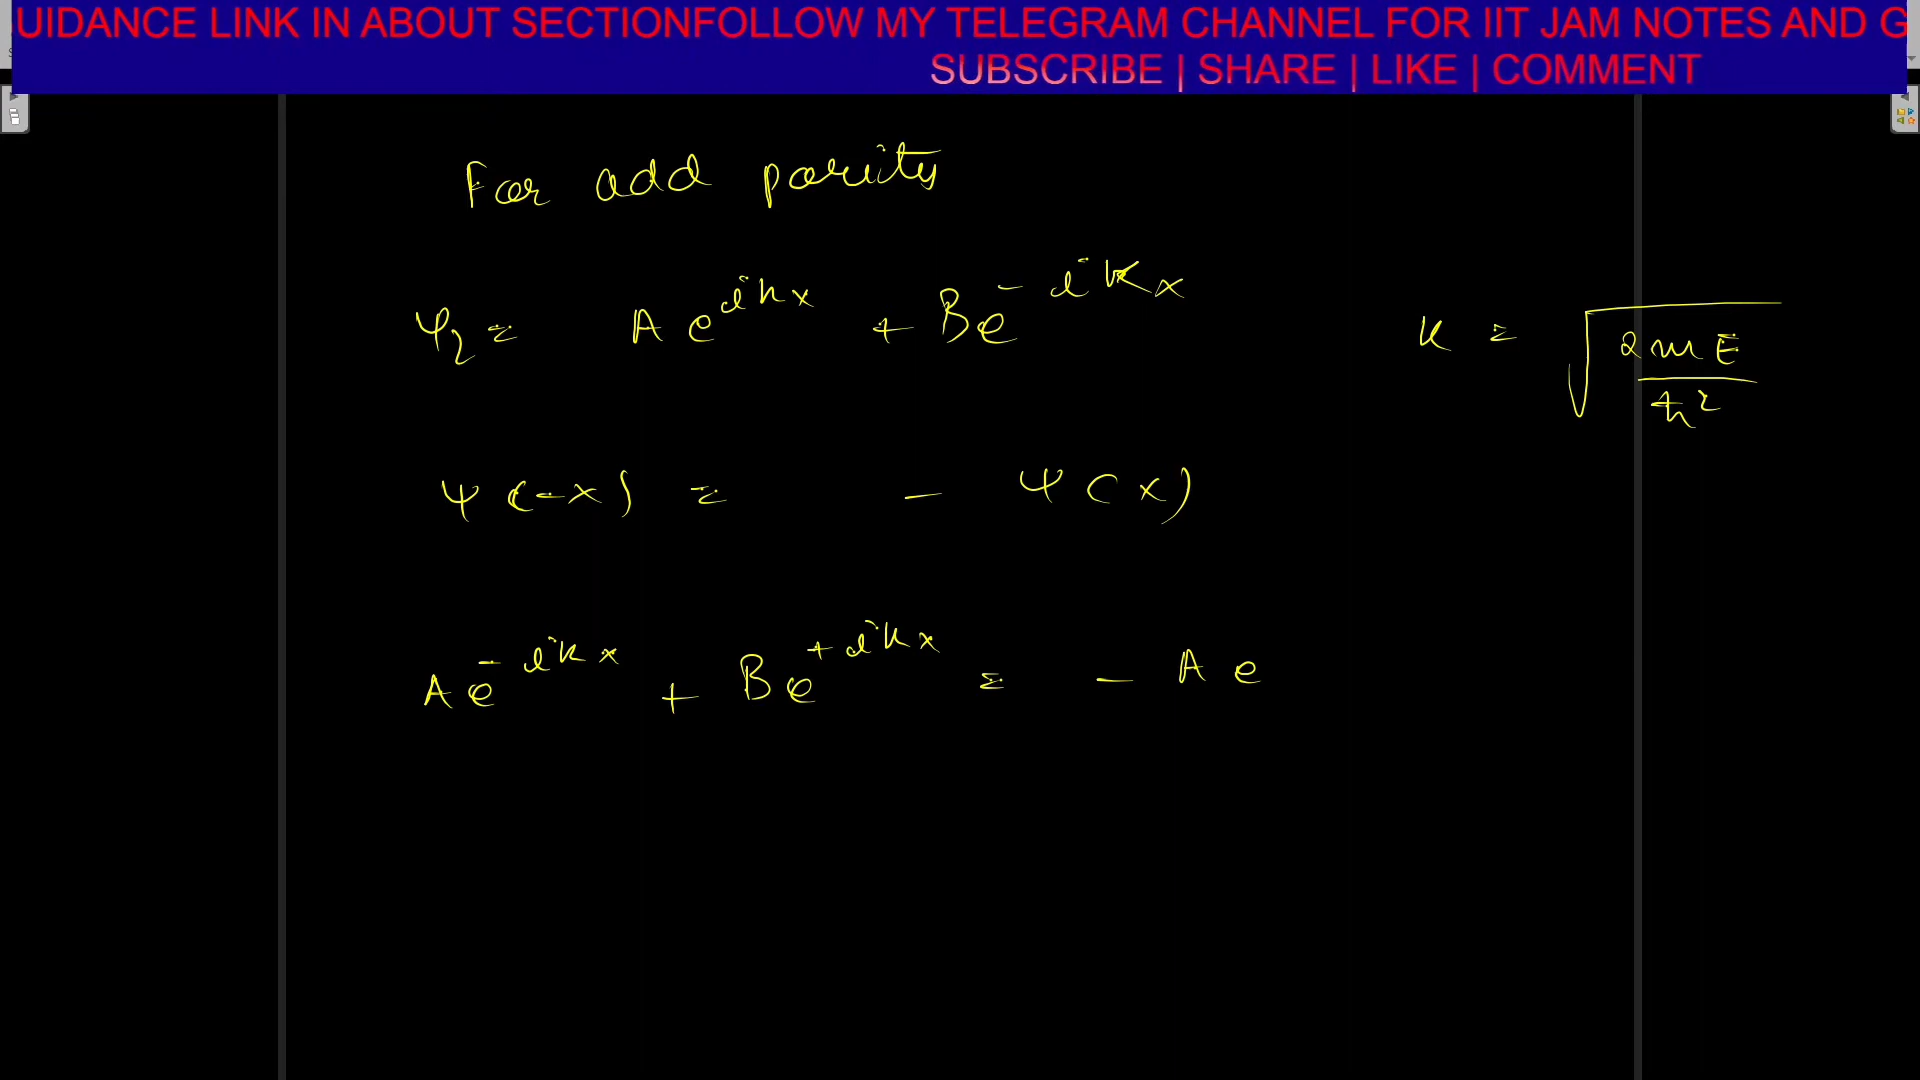 UIDANCE LINK IN ABOUT SECTIONFOLLOW MY TELEGRAM CHANNEL FOR IIT JAM NOTES AND G
SUBSCRIBE | SHARE | LIKE | COMMENT
For add parity
ψ₂ = A e^{ikx} + B e^{-ikx}
k = √(2mE/ħ²)
ψ(-x) = - ψ(x)
A e^{-ikx} + B e^{+ikx} = - A e